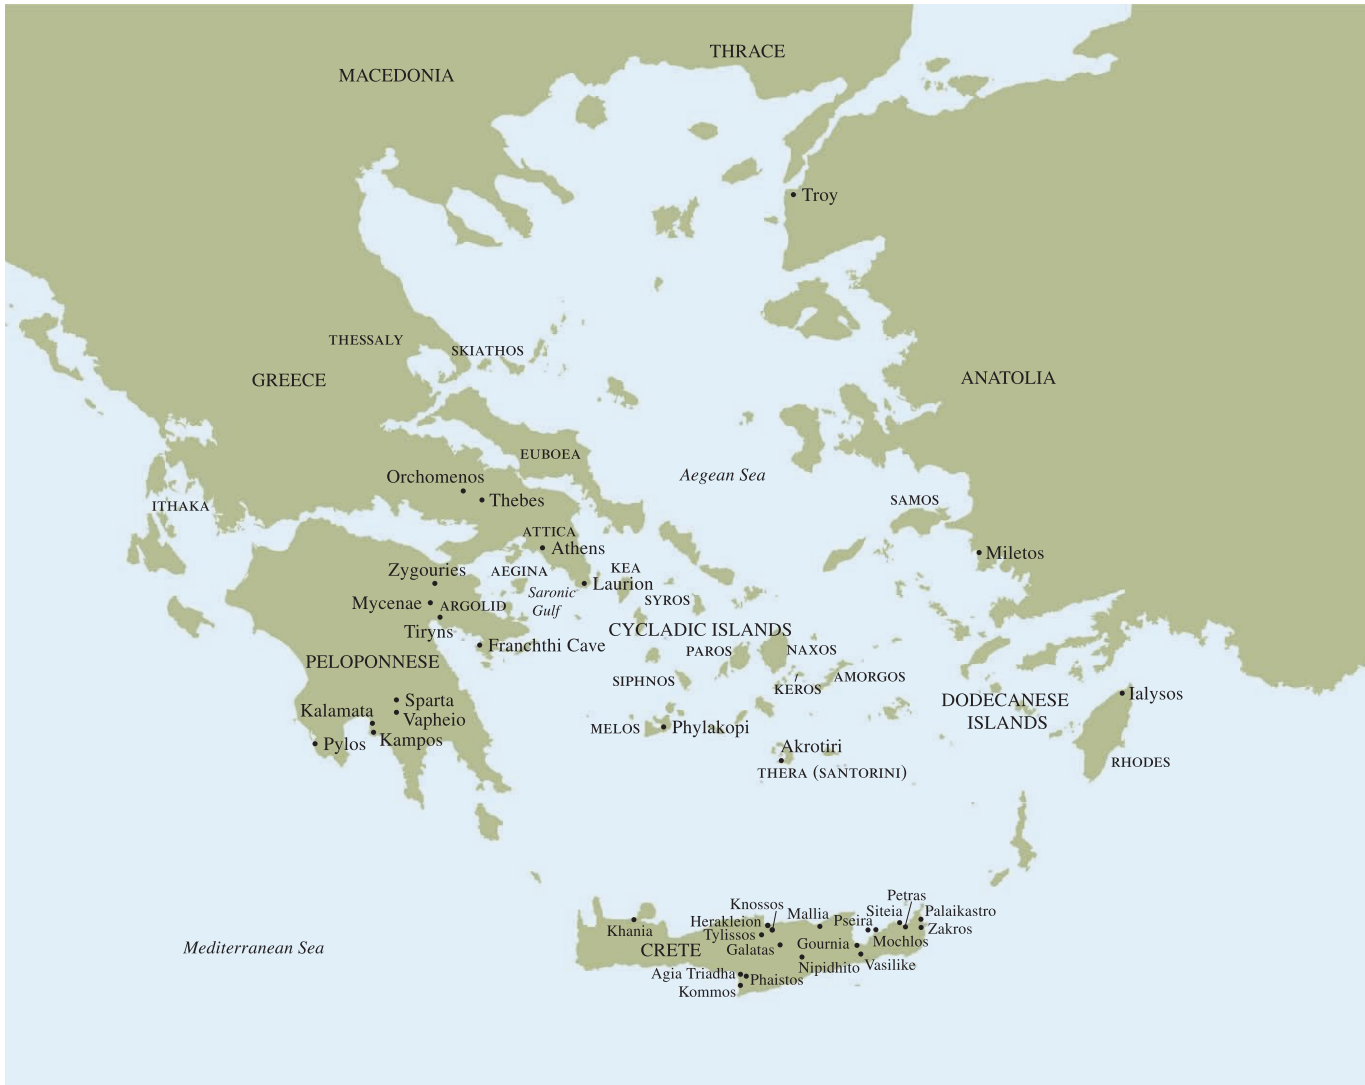 THRACE
MACEDONIA
Troy
THESSALY
SKIATHOS
GREECE
ANATOLIA
EUBOEA
Aegean Sea
Orchomenos
Thebes
SAMOS
ITHAKA
ATTICA
Athens
Miletos
Zygouries
AEGINA
KEA
Laurion
Saronic
Gulf
SYROS
Mycenae
ARGOLID
Tiryns
CYCLADIC ISLANDS
Franchthi Cave
PAROS
NAXOS
PELOPONNESE
SIPHNOS
AMORGOS
KEROS
Sparta
Ialysos
DODECANESE
ISLANDS
Kalamata
Vapheio
MELOS
Phylakopi
Pylos
Kampos
Akrotiri
RHODES
THERA (SANTORINI)
Petras
Knossos
Siteia
Palaikastro
Mallia
Herakleion
Pseira
Khania
Tylissos
Zakros
Mediterranean Sea
CRETE
Galatas
Gournia
Mochlos
Nipidhito
Vasilike
Agia Triadha
Phaistos
Kommos